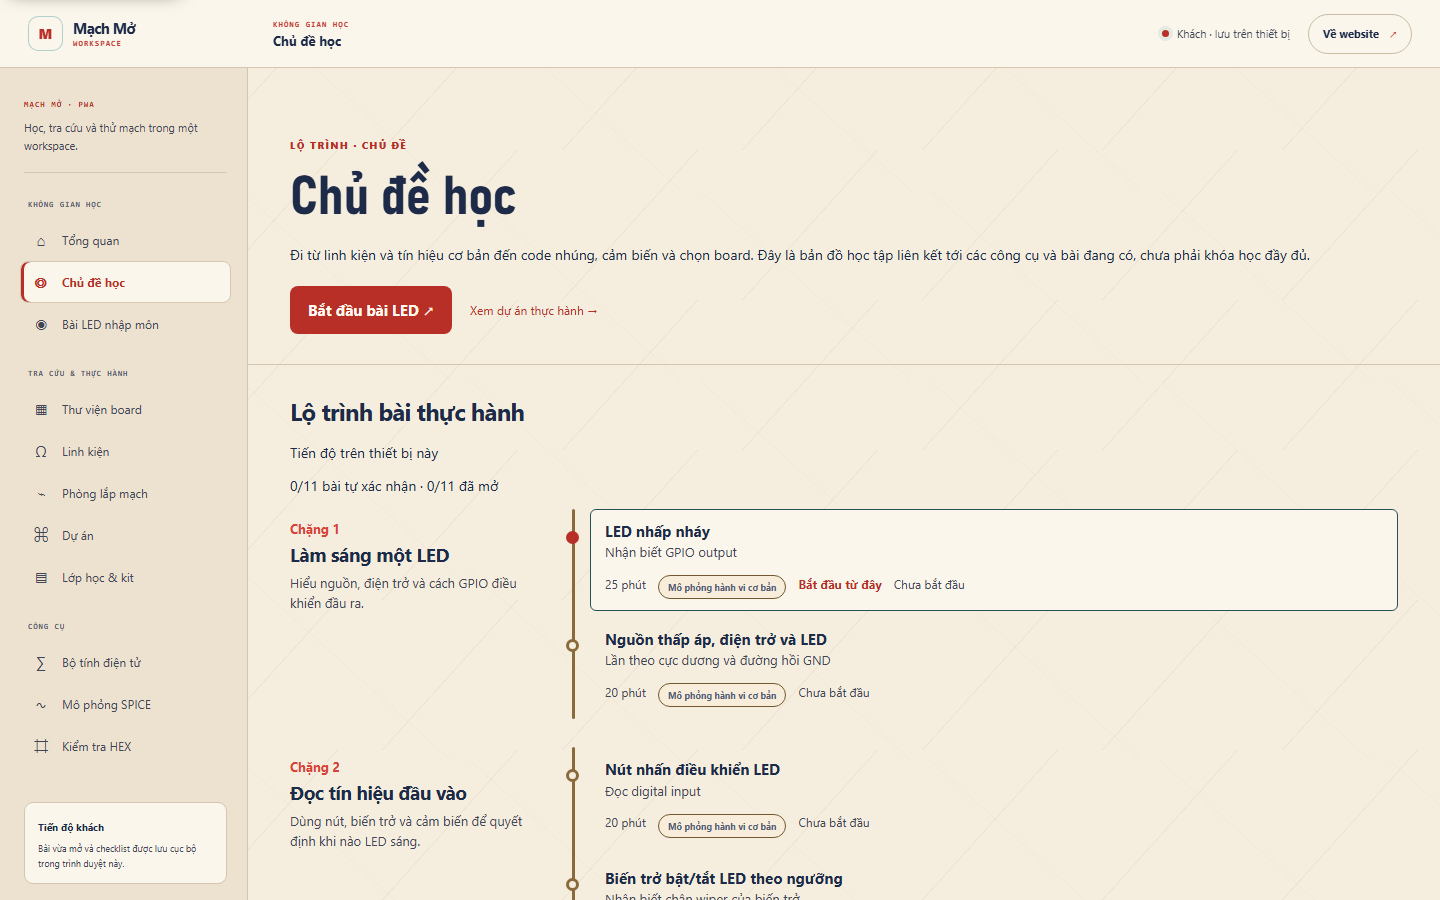 M
Mạch Mở
WORKSPACE
KHÔNG GIAN HỌC
Chủ đề học
Khách · lưu trên thiết bị
Về website ↗
MẠCH MỞ · PWA
Học, tra cứu và thử mạch trong một
workspace.
KHÔNG GIAN HỌC
Tổng quan
Chủ đề học
Bài LED nhập môn
TRA CỨU & THỰC HÀNH
Thư viện board
Ω Linh kiện
Phòng lắp mạch
⌘ Dự án
Lớp học & kit
CÔNG CỤ
∑ Bộ tính điện tử
∿ Mô phỏng SPICE
Kiểm tra HEX
Tiến độ khách
Bài vừa mở và checklist được lưu cục bộ
trong trình duyệt này.
LỘ TRÌNH · CHỦ ĐỀ
Chủ đề học
Đi từ linh kiện và tín hiệu cơ bản đến code nhúng, cảm biến và chọn board. Đây là bản đồ học tập liên kết tới các công cụ và bài đang có, chưa phải khóa học đầy đủ.
Bắt đầu bài LED ↗
Xem dự án thực hành →
Lộ trình bài thực hành
Tiến độ trên thiết bị này
0/11 bài tự xác nhận · 0/11 đã mở
Chặng 1
Làm sáng một LED
Hiểu nguồn, điện trở và cách GPIO điều
khiển đầu ra.
LED nhấp nháy
Nhận biết GPIO output
25 phút Mô phỏng hành vi cơ bản Bắt đầu từ đây Chưa bắt đầu
Nguồn thấp áp, điện trở và LED
Lần theo cực dương và đường hồi GND
20 phút Mô phỏng hành vi cơ bản Chưa bắt đầu
Chặng 2
Đọc tín hiệu đầu vào
Dùng nút, biến trở và cảm biến để quyết
định khi nào LED sáng.
Nút nhấn điều khiển LED
Đọc digital input
20 phút Mô phỏng hành vi cơ bản Chưa bắt đầu
Biến trở bật/tắt LED theo ngưỡng
Nhận biết chân wiper của biến trở